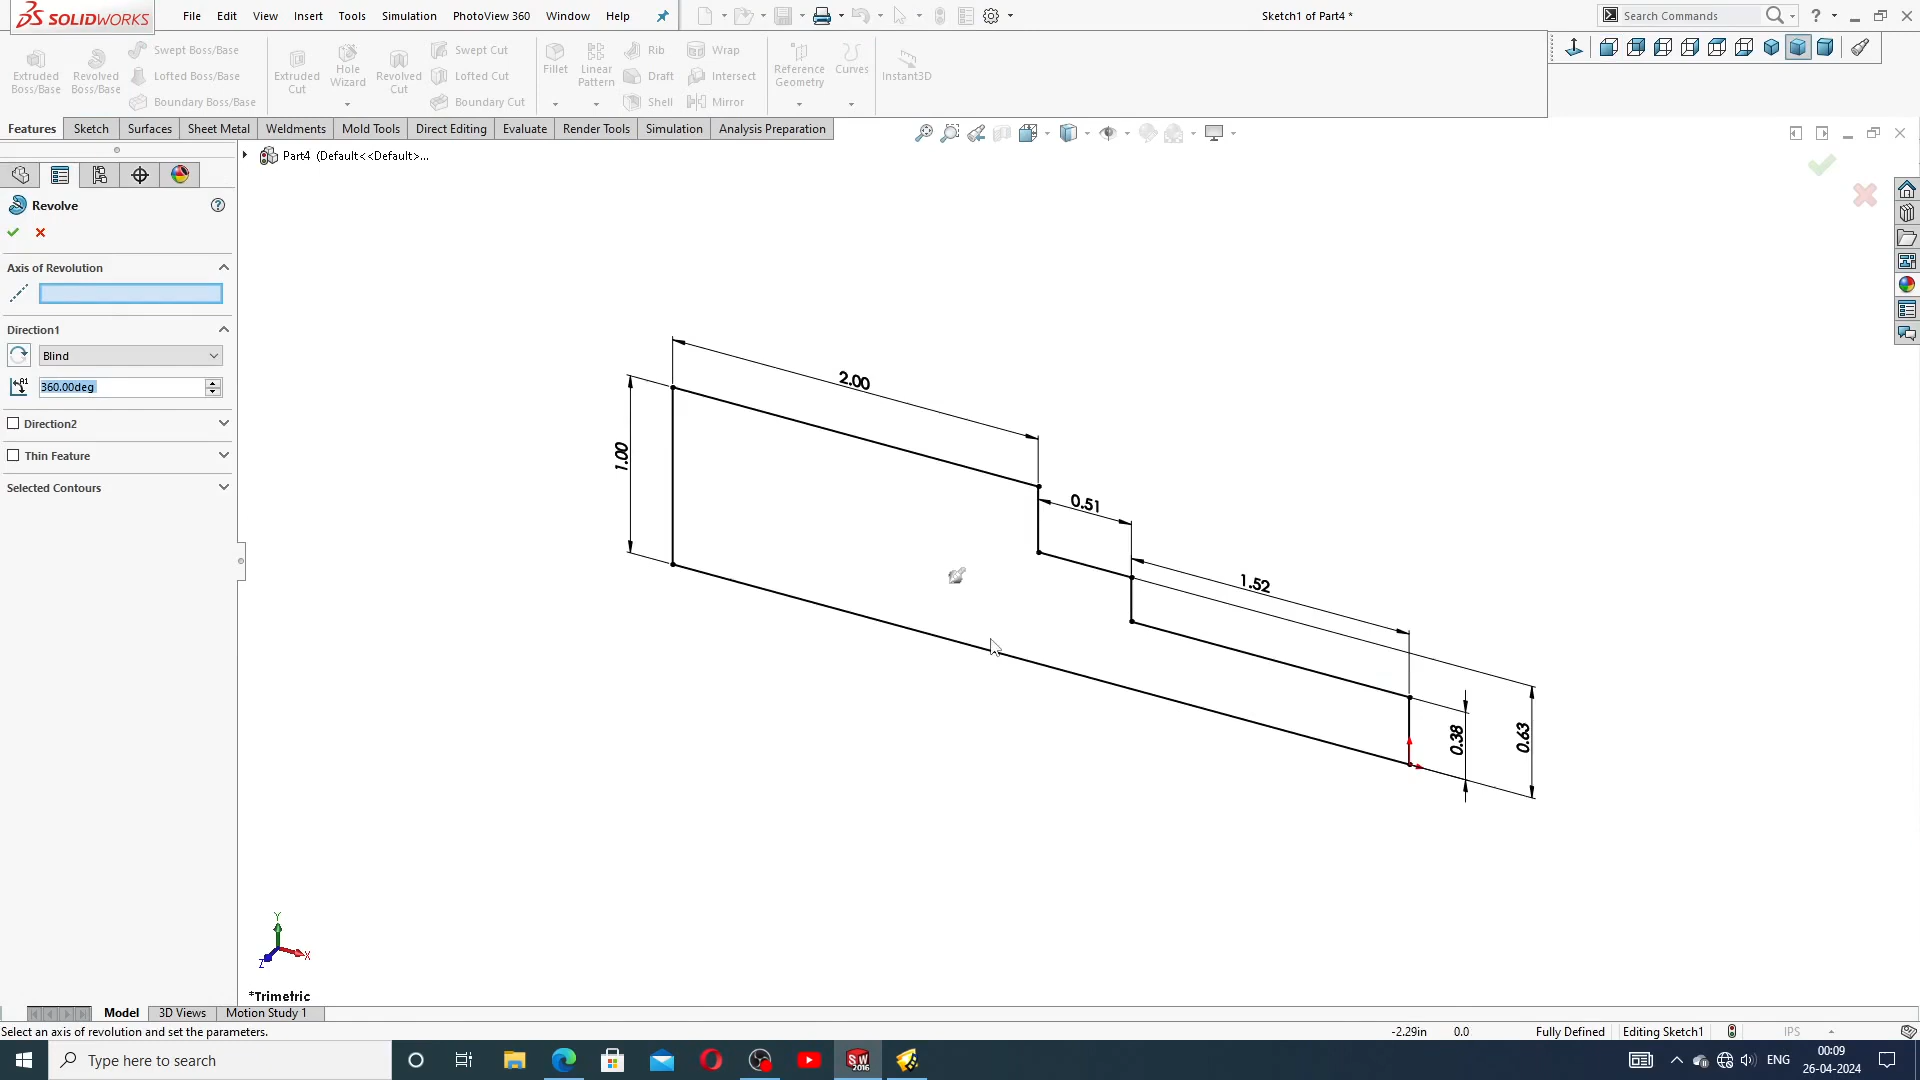 SOLIDWORKS File Edit View Insert Tools Simulation PhotoView 360 Window Help Sketch1 of Part4 * Search Commands
Extruded Boss/Base
Revolved Boss/Base
Swept Boss/Base
Lofted Boss/Base
Boundary Boss/Base
Extruded Cut
Hole Wizard
Revolved Cut
Swept Cut
Lofted Cut
Boundary Cut
Fillet
Linear Pattern
Rib
Draft
Shell
Wrap
Intersect
Mirror
Reference Geometry
Curves
Instant3D
Features Sketch Surfaces Sheet Metal Weldments Mold Tools Direct Editing Evaluate Render Tools Simulation Analysis Preparation
Part4 (Default<<Default>...
Revolve
Axis of Revolution
Direction1
Blind
360.00deg
Direction2
Thin Feature
Selected Contours
2.00
1.00
0.51
1.52
0.38
0.63
Y
X
Z
*Trimetric
Model 3D Views Motion Study 1
Select an axis of revolution and set the parameters. -2.29in 0.0 Fully Defined Editing Sketch1 IPS
Type here to search
SW
2016
ENG
00:09
26-04-2024